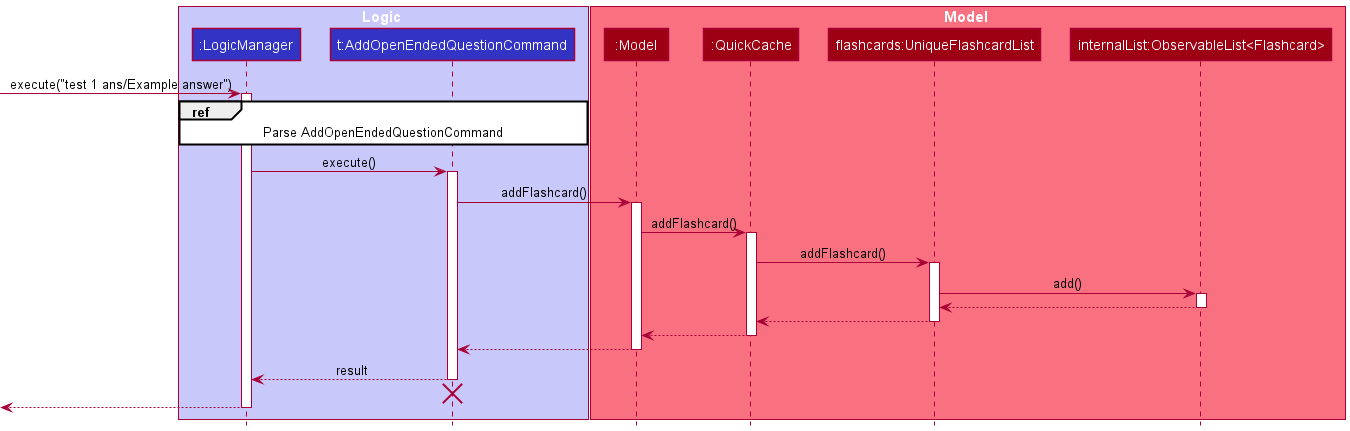 Logic
Model
:LogicManager
t:AddOpenEndedQuestionCommand
:Model
:QuickCache
flashcards:UniqueFlashcardList
internalList:ObservableList<Flashcard>
execute("test 1 ans/Example answer")
ref
Parse AddOpenEndedQuestionCommand
execute()
addFlashcard()
addFlashcard()
addFlashcard()
add()
result